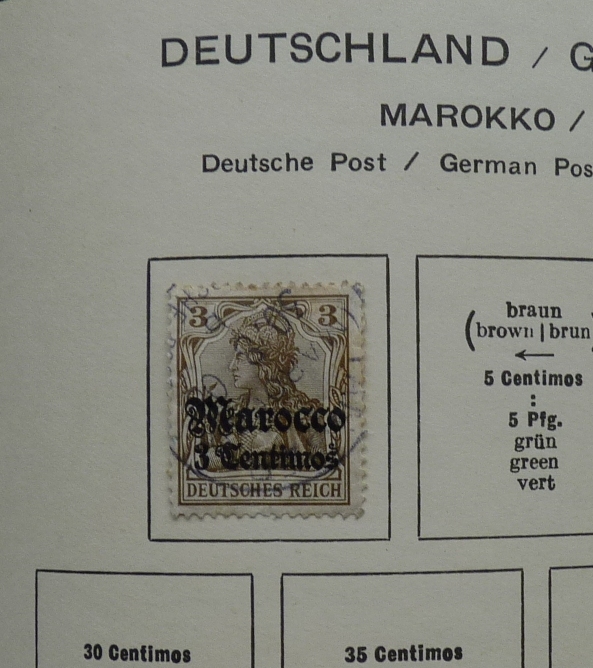 DEUTSCHLAND / G
MAROKKO /
Deutsche Post / German Pos
3 3
Marocco
3 Centimos
DEUTSCHES REICH
braun
(brown | brun
←
5 Centimos
:
5 Pfg.
grün
green
vert
30 Centimos
35 Centimos